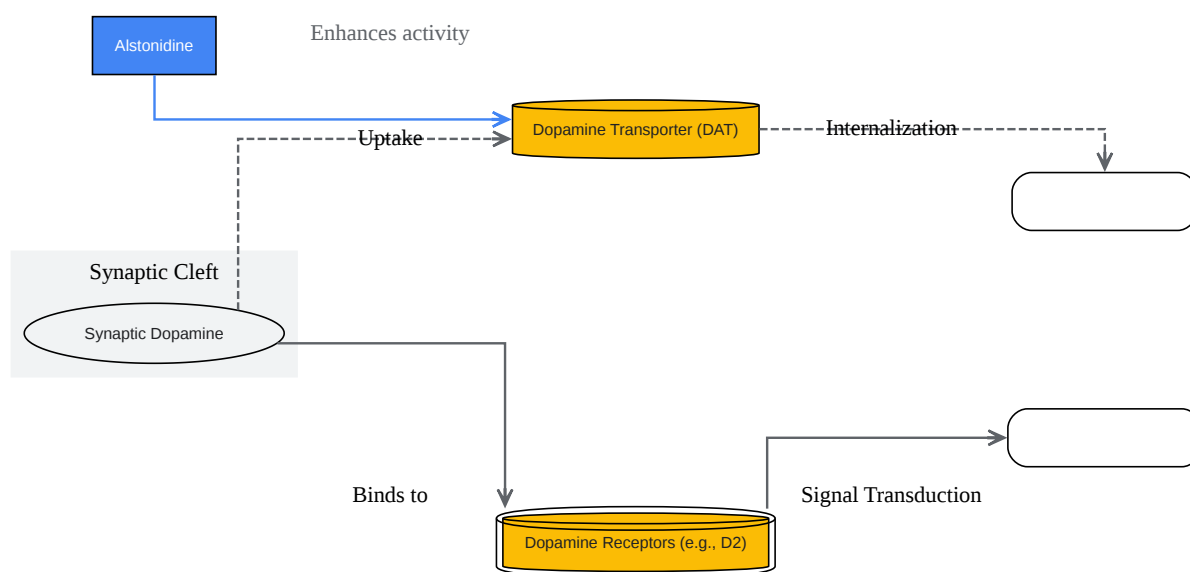 Enhances activity
Alstonidine
Uptake
Dopamine Transporter (DAT)
Internalization
Synaptic Cleft
Synaptic Dopamine
Binds to
Signal Transduction
Dopamine Receptors (e.g., D2)